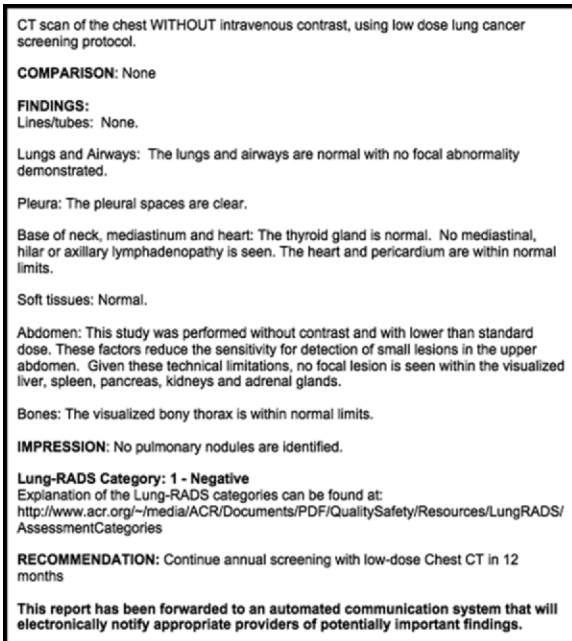 CT scan of the chest WITHOUT intravenous contrast, using low dose lung cancer
screening protocol.
COMPARISON: None
FINDINGS:
Lines/tubes: None.
Lungs and Airways: The lungs and airways are normal with no focal abnormality
demonstrated.
Pleura: The pleural spaces are clear.
Base of neck, mediastinum and heart: The thyroid gland is normal. No mediastinal,
hilar or axillary lymphadenopathy is seen. The heart and pericardium are within normal
limits.
Soft tissues: Normal.
Abdomen: This study was performed without contrast and with lower than standard
dose. These factors reduce the sensitivity for detection of small lesions in the upper
abdomen. Given these technical limitations, no focal lesion is seen within the visualized
liver, spleen, pancreas, kidneys and adrenal glands.
Bones: The visualized bony thorax is within normal limits.
IMPRESSION: No pulmonary nodules are identified.
Lung-RADS Category: 1 - Negative
Explanation of the Lung-RADS categories can be found at:
http://www.acr.org/~/media/ACR/Documents/PDF/QualitySafety/Resources/LungRADS/
AssessmentCategories
RECOMMENDATION: Continue annual screening with low-dose Chest CT in 12
months
This report has been forwarded to an automated communication system that will
electronically notify appropriate providers of potentially important findings.